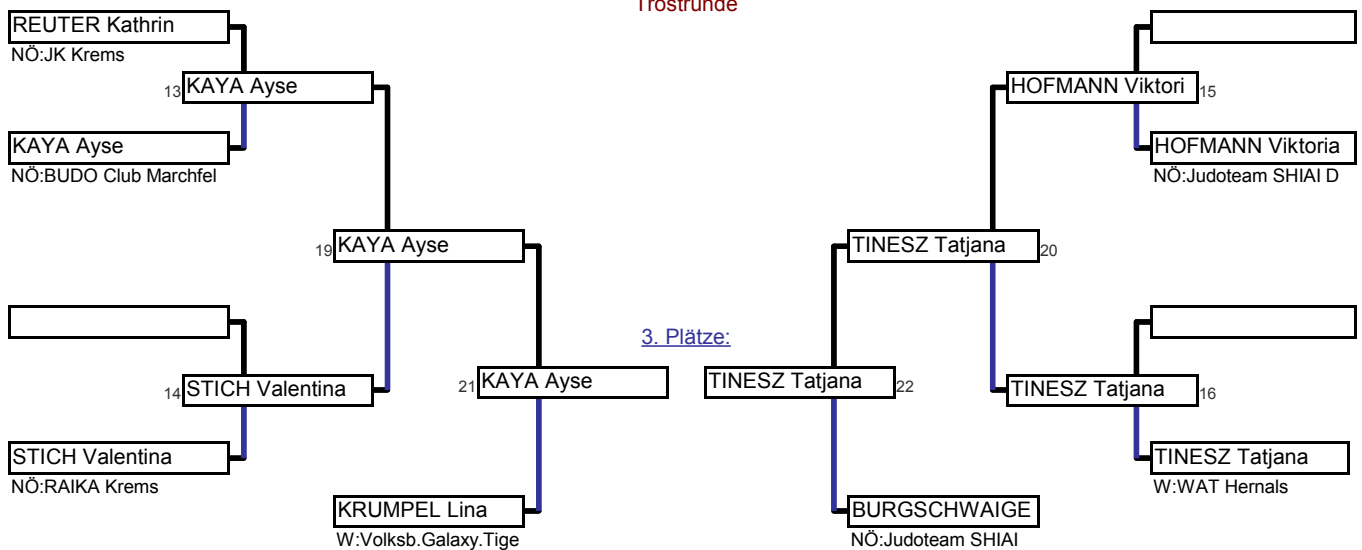 Trostrunde
REUTER Kathrin
NÖ:JK Krems
13 KAYA Ayse
KAYA Ayse
NÖ:BUDO Club Marchfel
19 KAYA Ayse
14 STICH Valentina
STICH Valentina
NÖ:RAIKA Krems
21 KAYA Ayse
KRUMPEL Lina
W:Volksb.Galaxy.Tige
3. Plätze:
HOFMANN Viktori 15
HOFMANN Viktoria
NÖ:Judoteam SHIAI D
TINESZ Tatjana 20
TINESZ Tatjana 22
TINESZ Tatjana 16
TINESZ Tatjana
W:WAT Hernals
BURGSCHWAIGE
NÖ:Judoteam SHIAI